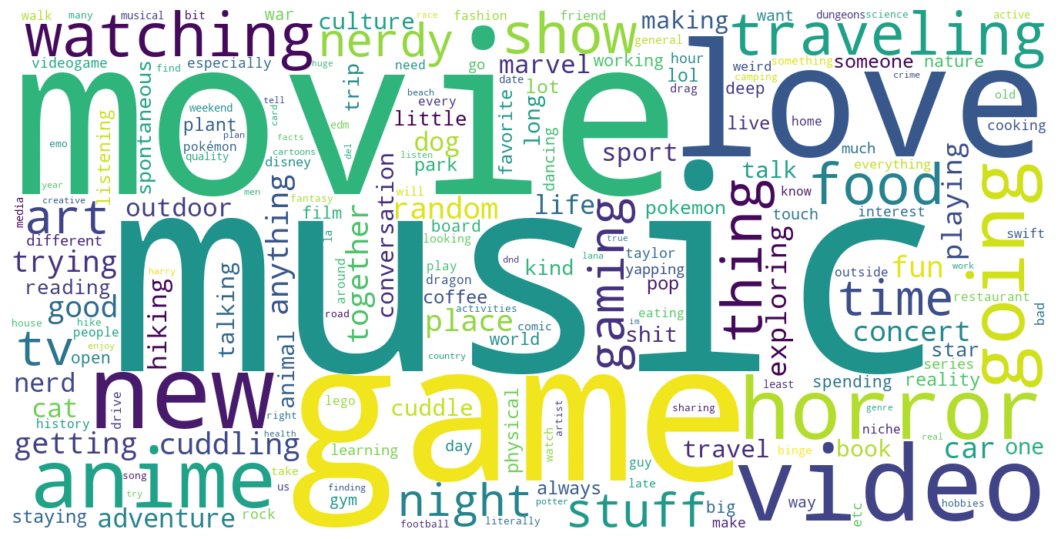 walk many musical bit war fashion friend race general want dungeons science active
watching nerdy show making traveling
culture
videogame find especially huge need go working hour lol weird something someone nature
movie love
trip marvel drag deep camping crime old
weekend card tell every date beach
plant little live home cooking
spontaneous pokémon plan edm favorite long lot
listening emo quality facts cartoons disney dog park dancing sport much
year creative men del listen talk everything
media fantasy will food
art outdoor la film random life pokemon know playing going
different conversation board looking kind touch interest swift
music
trying anything together around play dnd true taylor lana thing exploring outside fun time work
reading talking dragon yapping
good hiking coffee activities eating pop restaurant bad
house hike people road place comic world im shit concert
tv open enjoy animal country gaming star series
new game horror
nerd drive right lego cuddle physical least spending reality
cat history health sharing genre niche real
getting cuddling learning day watch artist travel binge book car one
anime video
song take us finding gym night guy late
try always stuff big way hobbies
staying adventure rock football literally potter make etc
harry